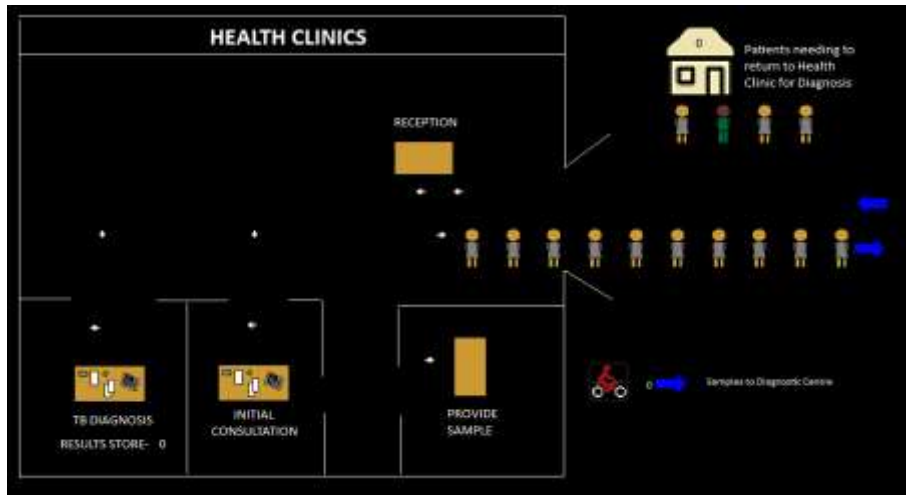 HEALTH CLINICS
0
Patients needing to
return to Health
Clinic for Diagnosis
RECEPTION
TB DIAGNOSIS
RESULTS STORE- 0
INITIAL
CONSULTATION
PROVIDE
SAMPLE
0
Samples to Diagnostic Centre